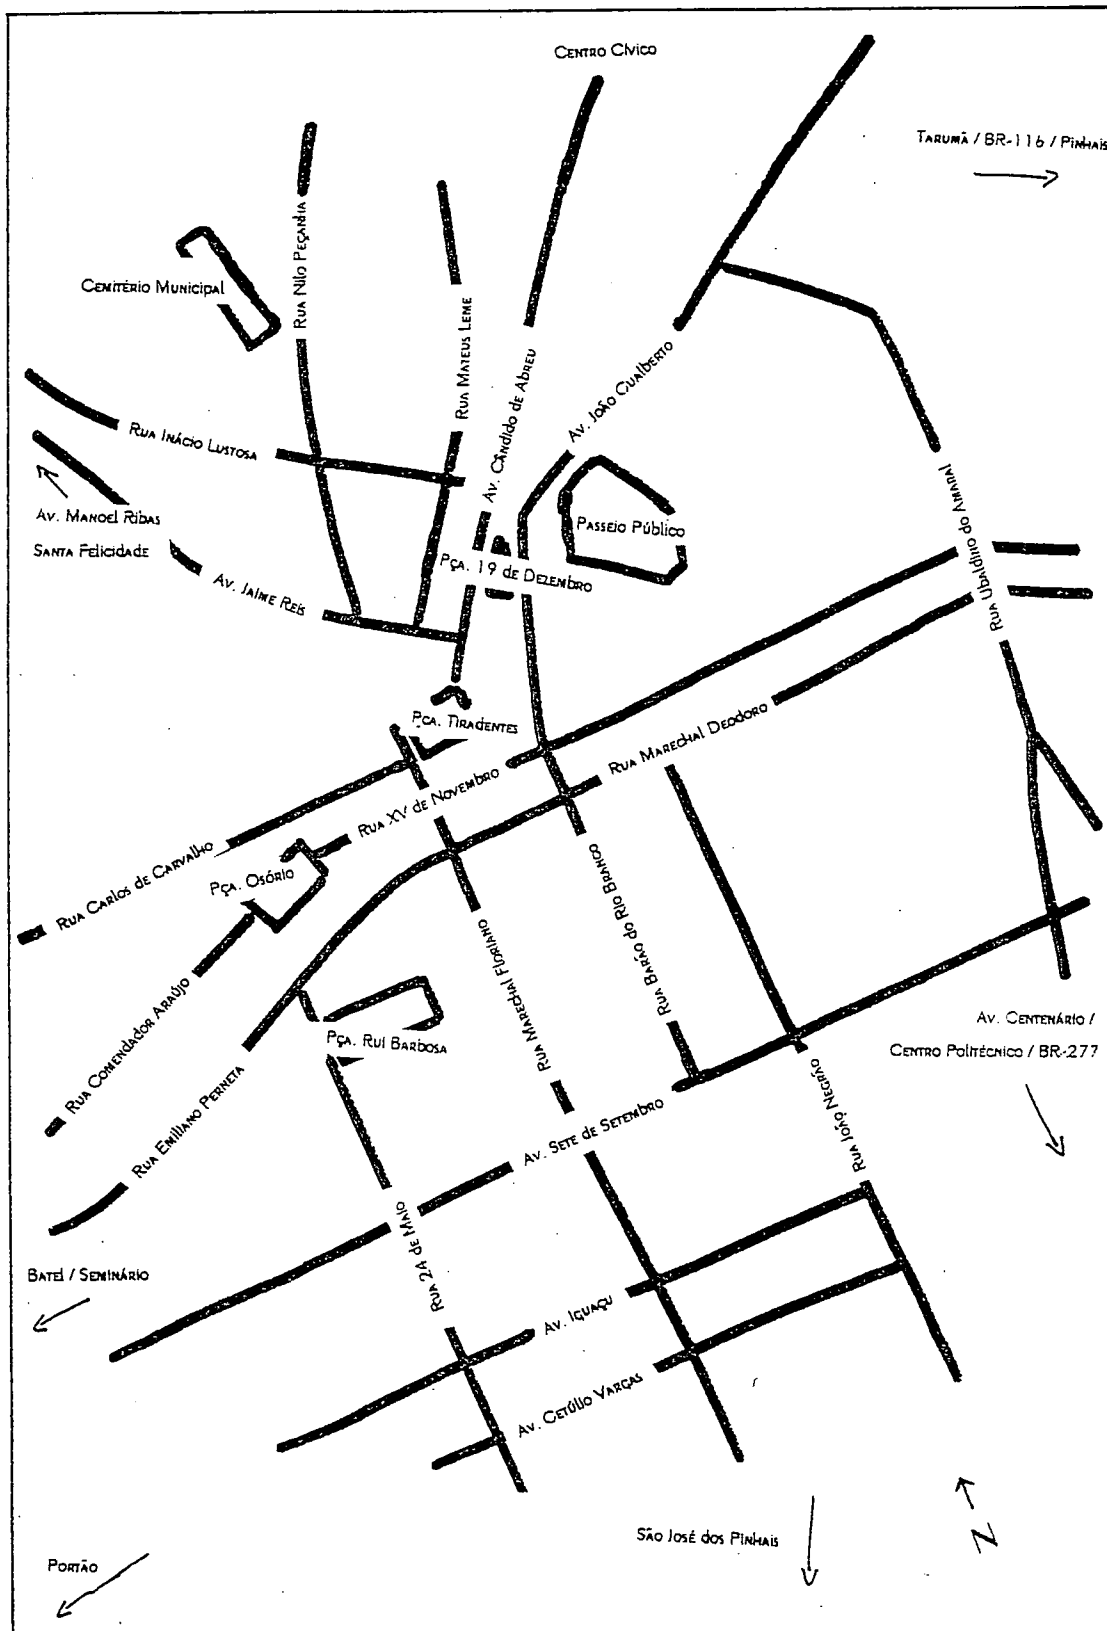 Centro Cívico
Tarumã / BR-116 / Pinhais
Rua Nilo Peçanha
Cemitério Municipal
Rua Mateus Leme
Av. Cândido de Abreu
Av. João Gualberto
Rua Inácio Lustosa
Av. Manoel Ribas
Santa Felicidade
Passeio Público
Pça. 19 de Dezembro
Av. Jaime Reis
Rua Ubaldino do Amaral
Pça. Tiradentes
Rua Marechal Deodoro
Rua XV de Novembro
Rua Carlos de Carvalho
Pça. Osório
Rua Barão do Rio Branco
Rua Marechal Floriano
Rua Comendador Araújo
Pça. Rui Barbosa
Av. Centenário /
Centro Politécnico / BR-277
Rua Emiliano Perneta
Av. Sete de Setembro
Rua João Negrão
Rua 24 de Maio
Batel / Seminário
Av. Iguaçu
Av. Getúlio Vargas
São José dos Pinhais
N
Portão